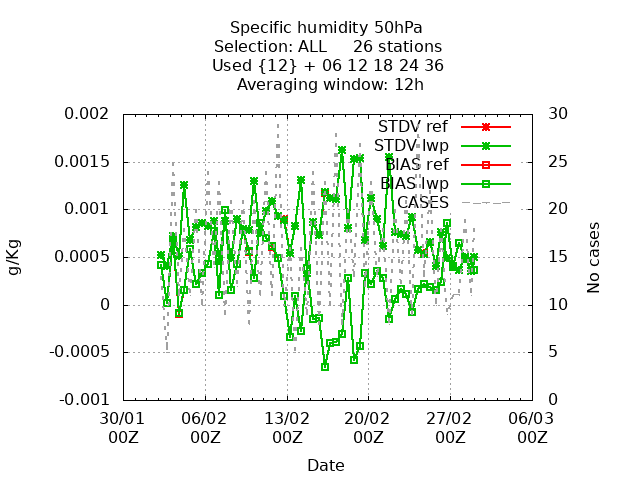 Specific humidity 50hPa
Selection: ALL     26 stations
Used {12} + 06 12 18 24 36
Averaging window: 12h
STDV ref
STDV lwp
BIAS ref
BIAS lwp
CASES
0.002
0.0015
0.001
0.0005
0
-0.0005
-0.001
g/Kg
30
25
20
15
10
5
0
No cases
30/01 06/02 13/02 20/02 27/02 06/03
00Z 00Z 00Z 00Z 00Z 00Z
Date